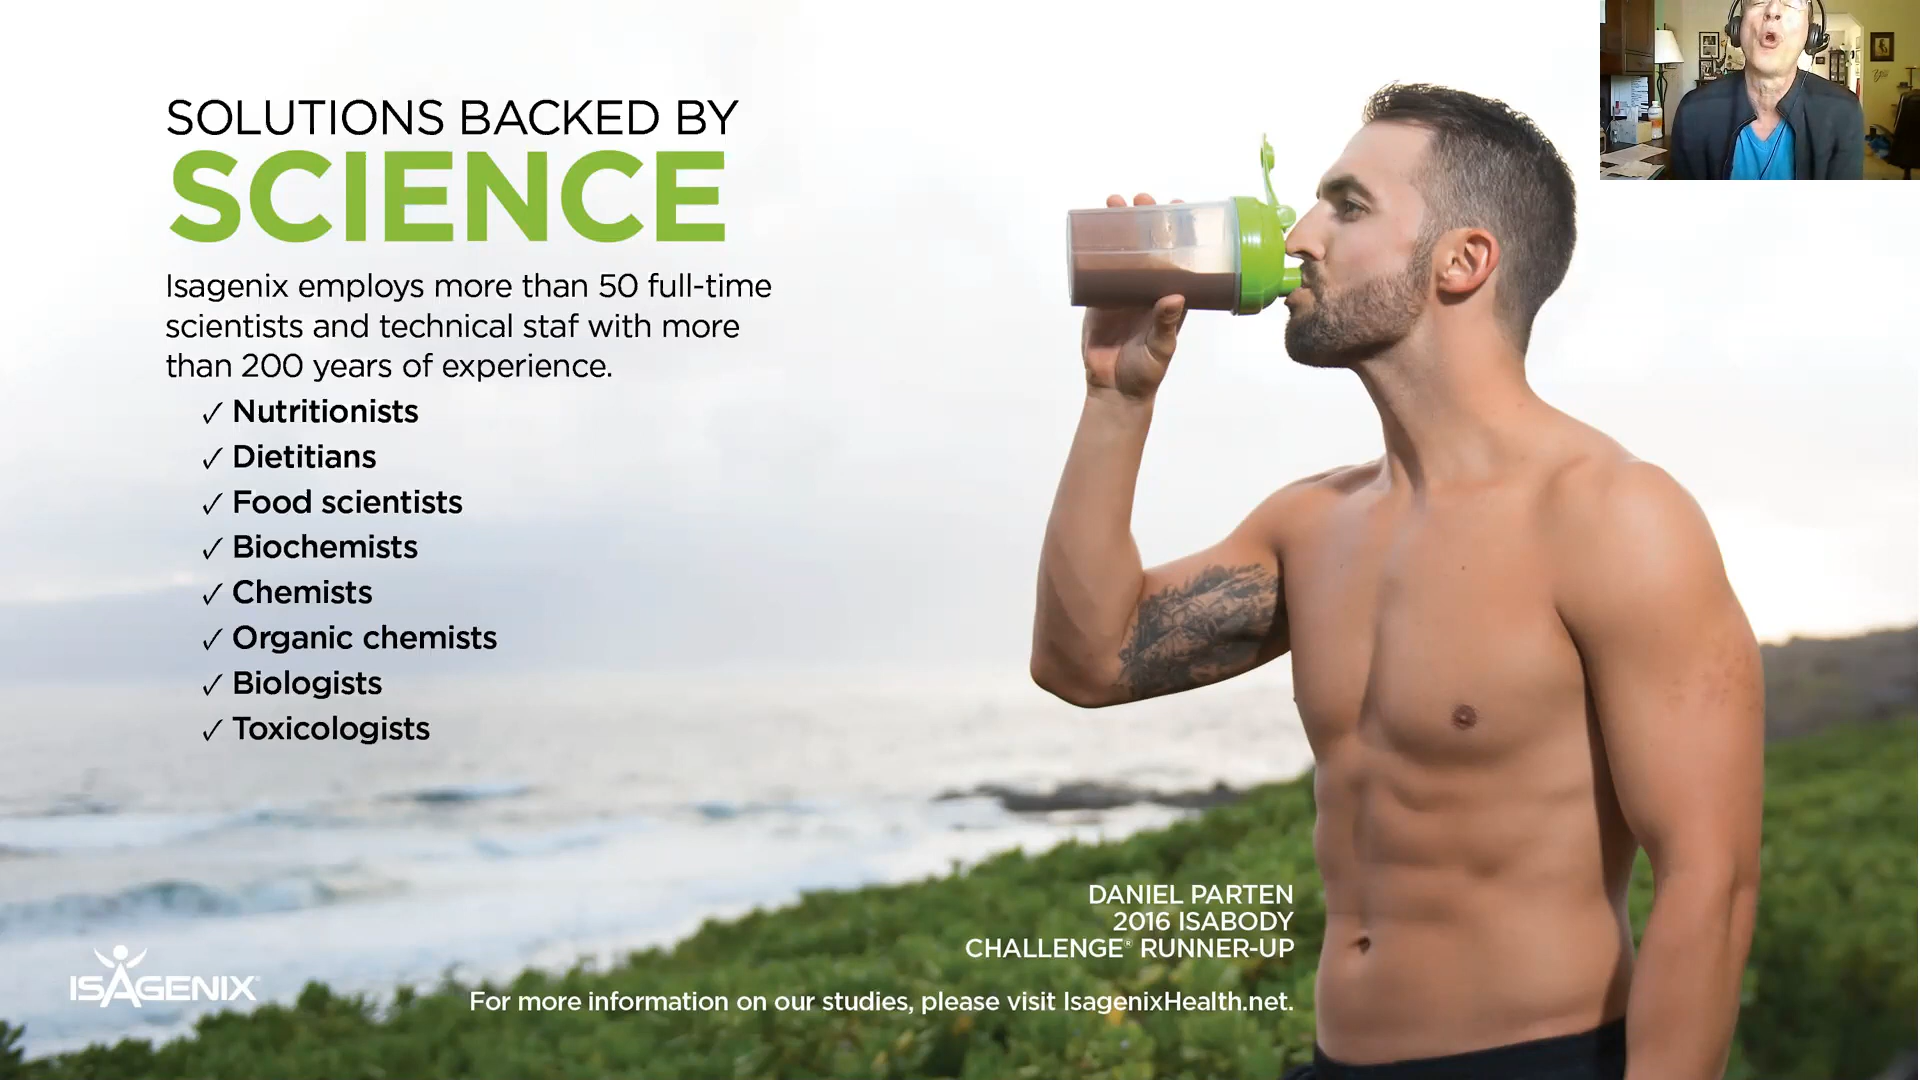 SOLUTIONS BACKED BY
SCIENCE
Isagenix employs more than 50 full-time
scientists and technical staf with more
than 200 years of experience.
✓ Nutritionists
✓ Dietitians
✓ Food scientists
✓ Biochemists
✓ Chemists
✓ Organic chemists
✓ Biologists
✓ Toxicologists
DANIEL PARTEN
2016 ISABODY
CHALLENGE® RUNNER-UP
ISAGENIX
For more information on our studies, please visit IsagenixHealth.net.